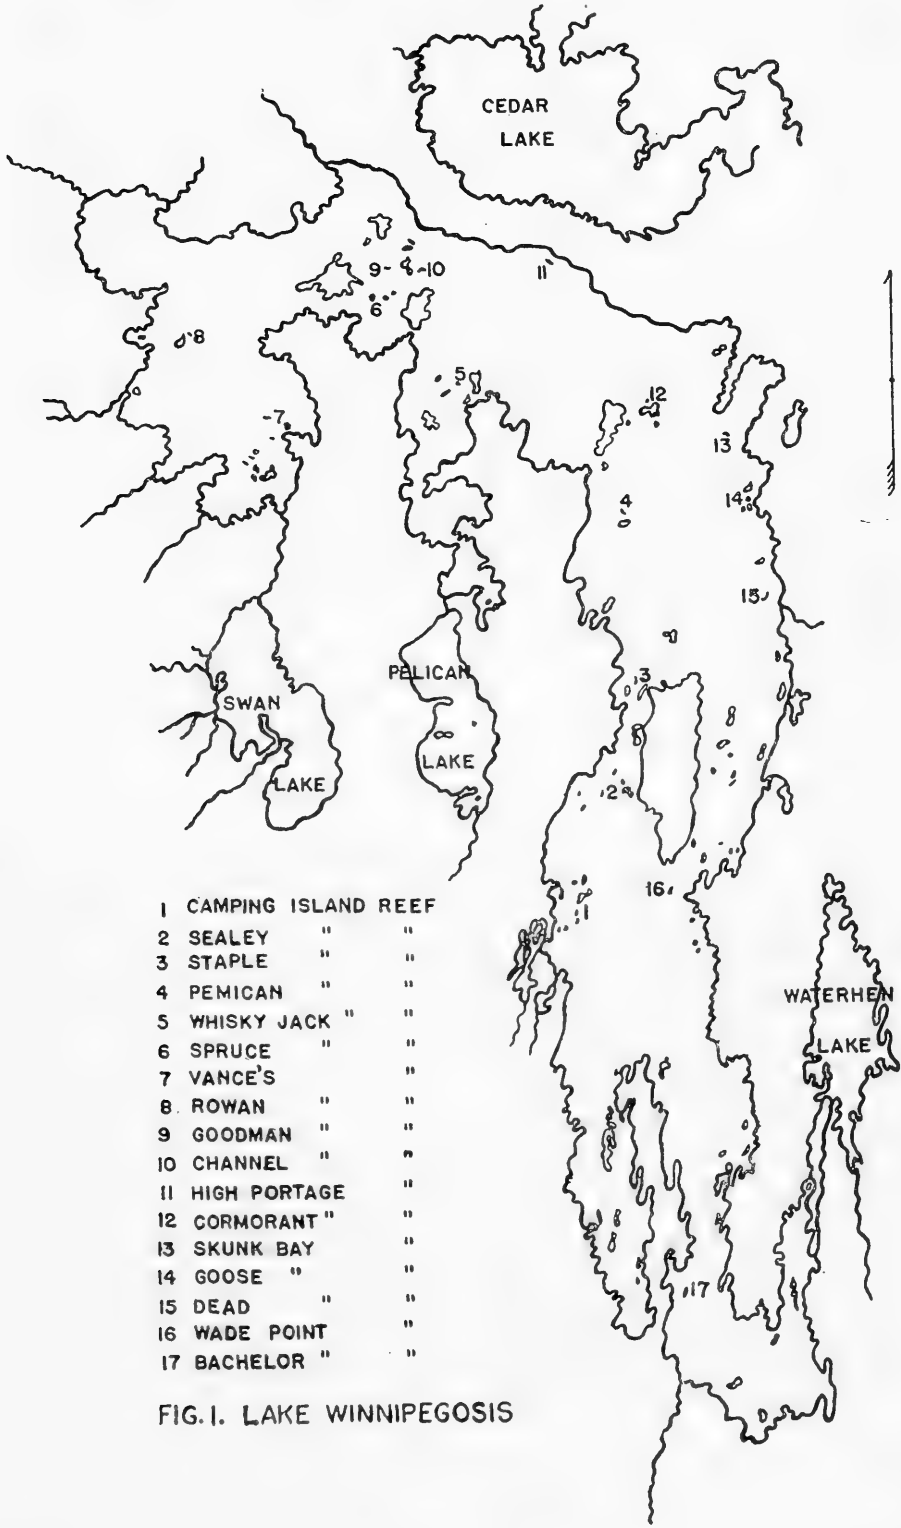 CEDAR
LAKE
9 10
11
6
8
5
12
7
13
4
14
15
PELICAN
3
SWAN
LAKE
LAKE
2
16
1
WATERHEN
LAKE
17
1 CAMPING ISLAND REEF
2 SEALEY " "
3 STAPLE " "
4 PEMICAN " "
5 WHISKY JACK " "
6 SPRUCE " "
7 VANCE'S "
8. ROWAN " "
9 GOODMAN " "
10 CHANNEL " "
11 HIGH PORTAGE "
12 CORMORANT " "
13 SKUNK BAY "
14 GOOSE " "
15 DEAD " "
16 WADE POINT "
17 BACHELOR " "
FIG. 1. LAKE WINNIPEGOSIS